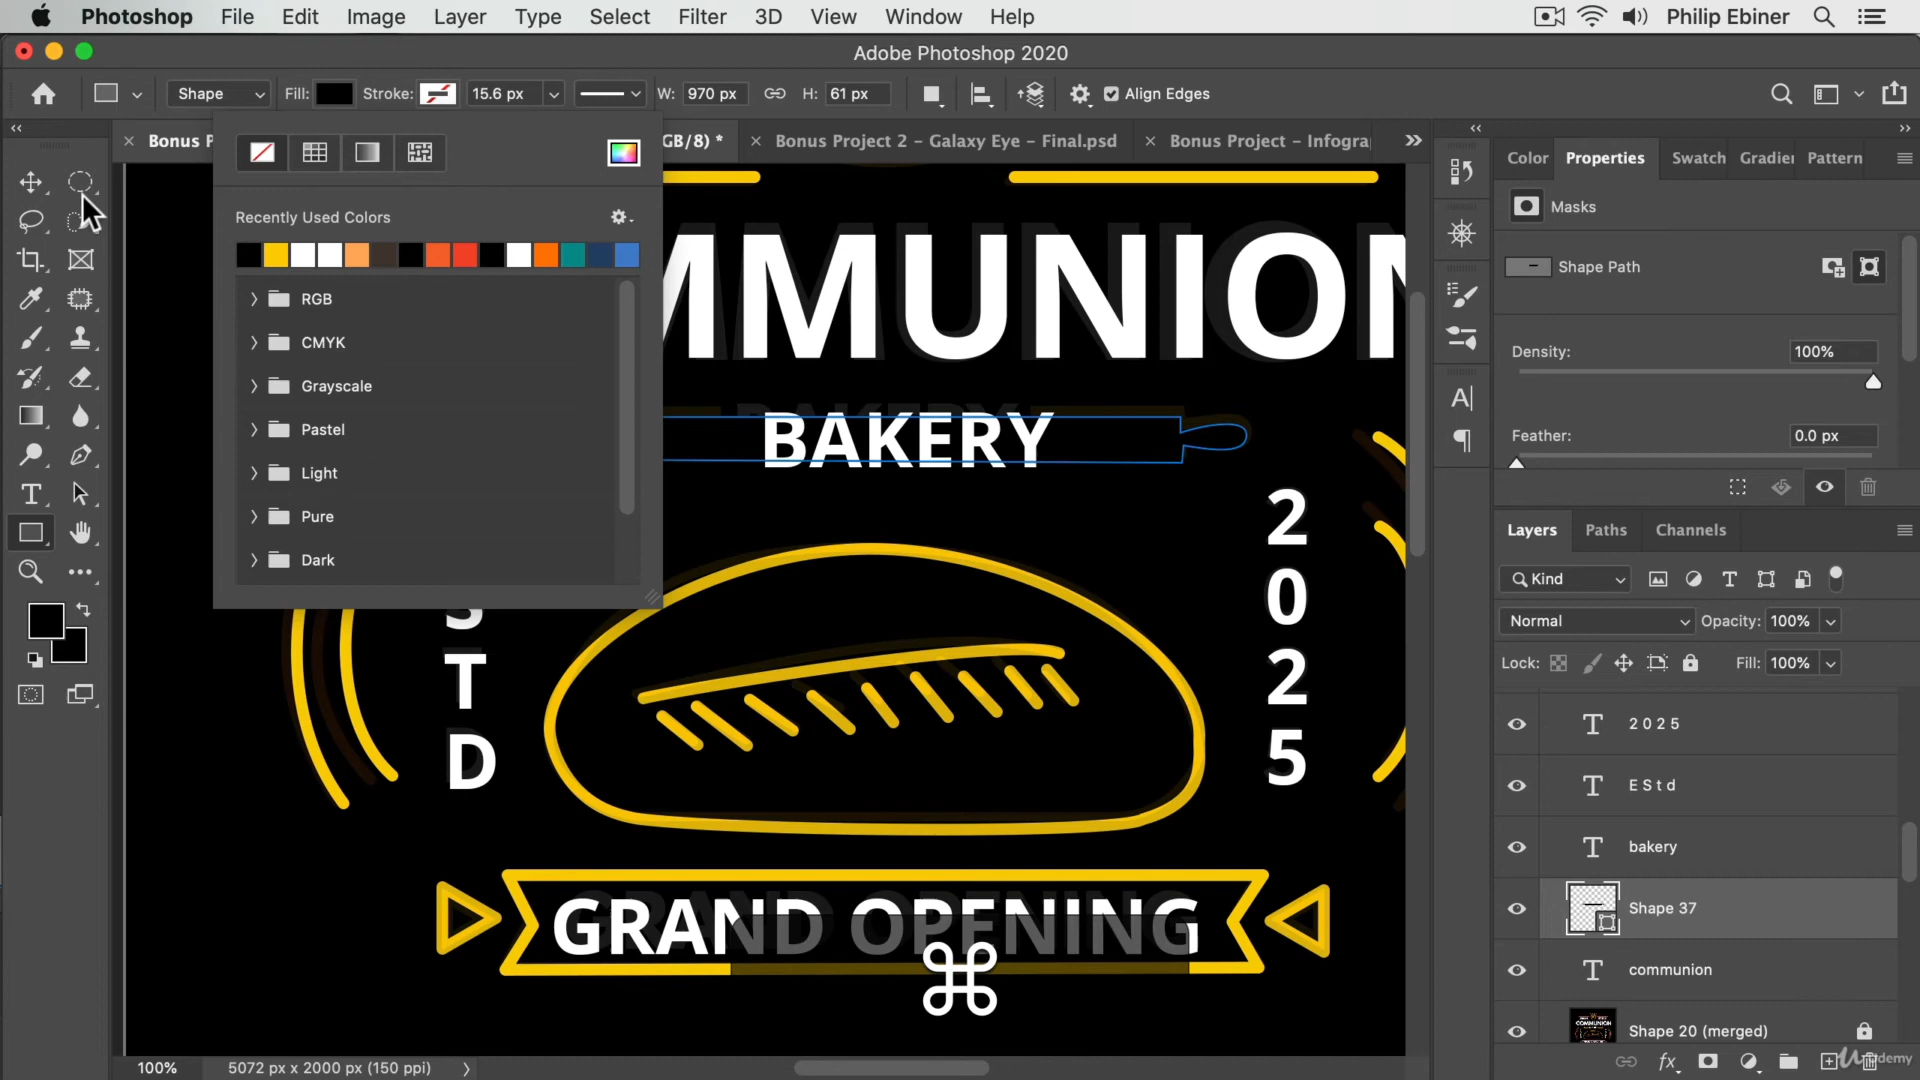 Photoshop File Edit Image Layer Type Select Filter 3D View Window Help Philip Ebiner
Adobe Photoshop 2020
Shape Fill: Stroke: 15.6 px W: 970 px H: 61 px Align Edges
Bonus P GB/8) * Bonus Project 2 – Galaxy Eye – Final.psd Bonus Project – Infogra
Color Properties Swatch Gradier Pattern
Recently Used Colors
RGB
CMYK
Grayscale
Pastel
Light
Pure
Dark
MMUNION
BAKERY
S
T
D
2
0
2
5
GRAND OPENING
⌘
Masks
Shape Path
Density: 100%
Feather: 0.0 px
Layers Paths Channels
Kind
Normal Opacity: 100%
Lock: Fill: 100%
2 0 2 5
E S t d
bakery
Shape 37
communion
Shape 20 (merged)
100% 5072 px x 2000 px (150 ppi)